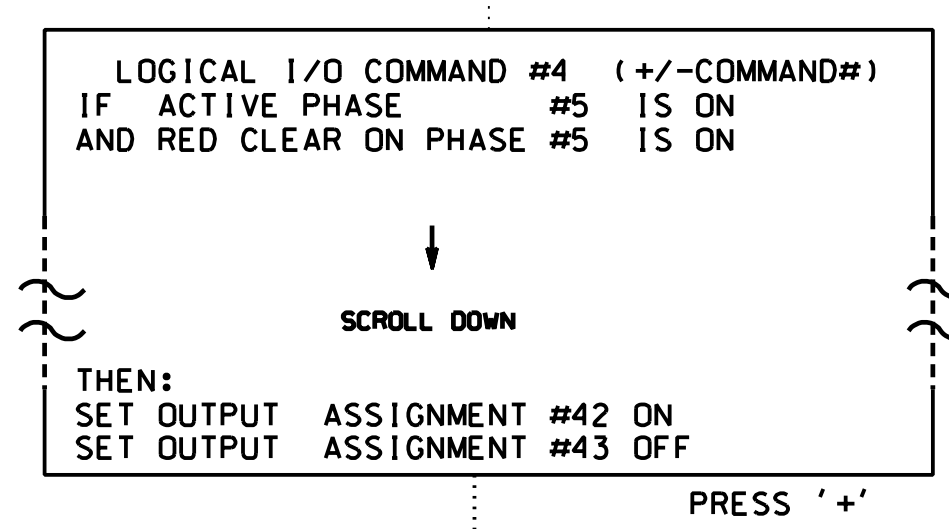 LOGICAL I/O COMMAND #4 (+/-COMMAND#)
IF ACTIVE PHASE #5 IS ON
AND RED CLEAR ON PHASE #5 IS ON
SCROLL DOWN
THEN:
SET OUTPUT ASSIGNMENT #42 ON
SET OUTPUT ASSIGNMENT #43 OFF
PRESS '+'